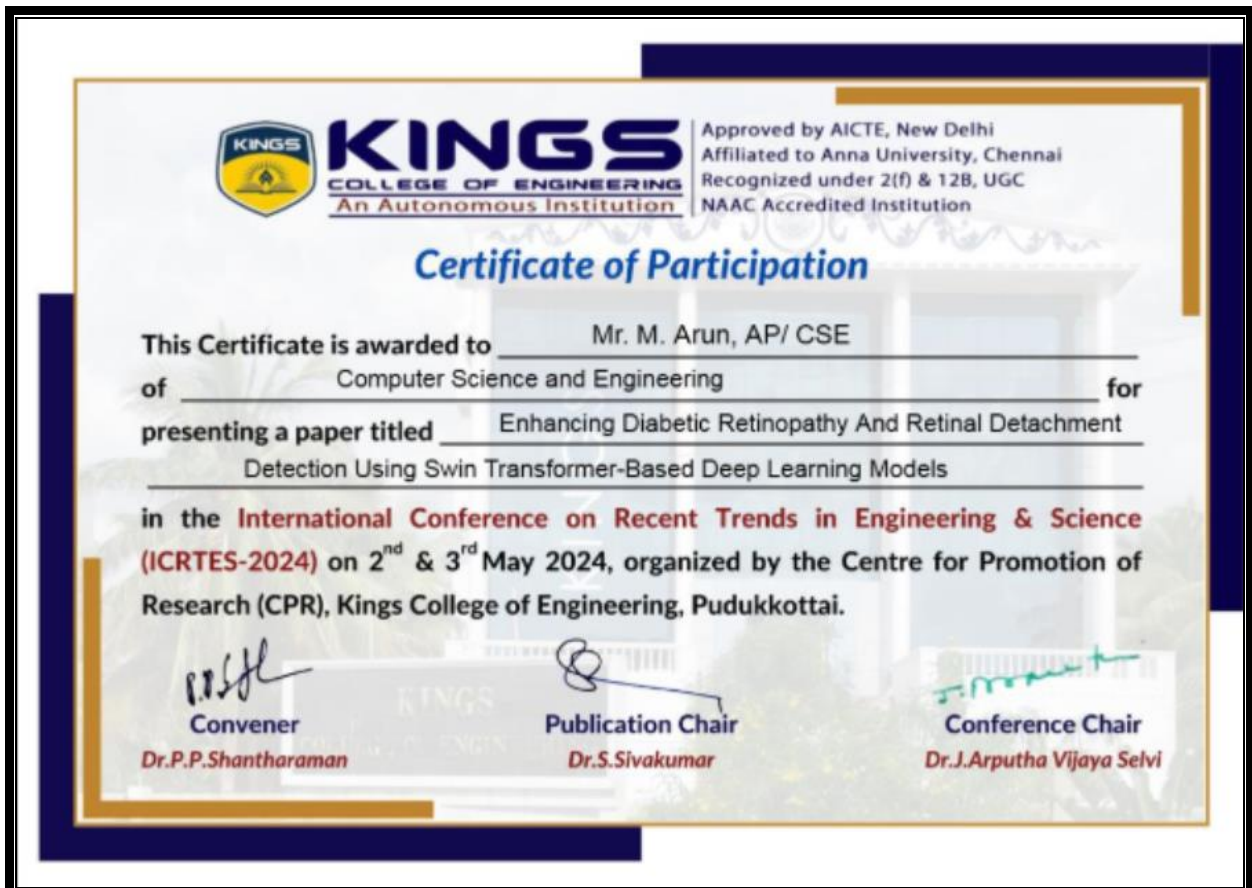 KINGS
KINGS
COLLEGE OF ENGINEERING
An Autonomous Institution
Approved by AICTE, New Delhi
Affiliated to Anna University, Chennai
Recognized under 2(f) & 12B, UGC
NAAC Accredited Institution
Certificate of Participation
This Certificate is awarded to Mr. M. Arun, AP/ CSE
of Computer Science and Engineering for
presenting a paper titled Enhancing Diabetic Retinopathy And Retinal Detachment
Detection Using Swin Transformer-Based Deep Learning Models
in the International Conference on Recent Trends in Engineering & Science
(ICRTES-2024) on 2nd & 3rd May 2024, organized by the Centre for Promotion of
Research (CPR), Kings College of Engineering, Pudukkottai.
KINGS
KINGS
Convener
Publication Chair
Conference Chair
Dr.P.P.Shantharaman
Dr.S.Sivakumar
Dr.J.Arputha Vijaya Selvi